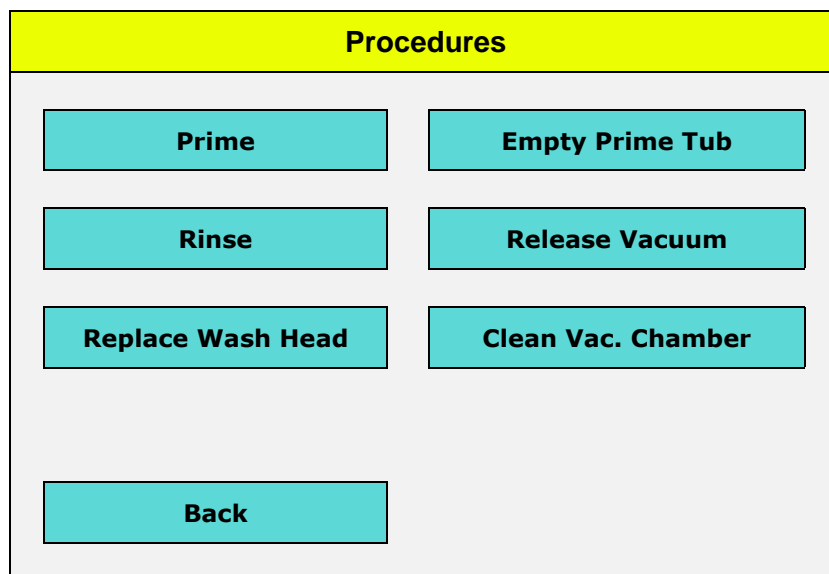 Procedures
Prime
Empty Prime Tub
Rinse
Release Vacuum
Replace Wash Head
Clean Vac. Chamber
Back